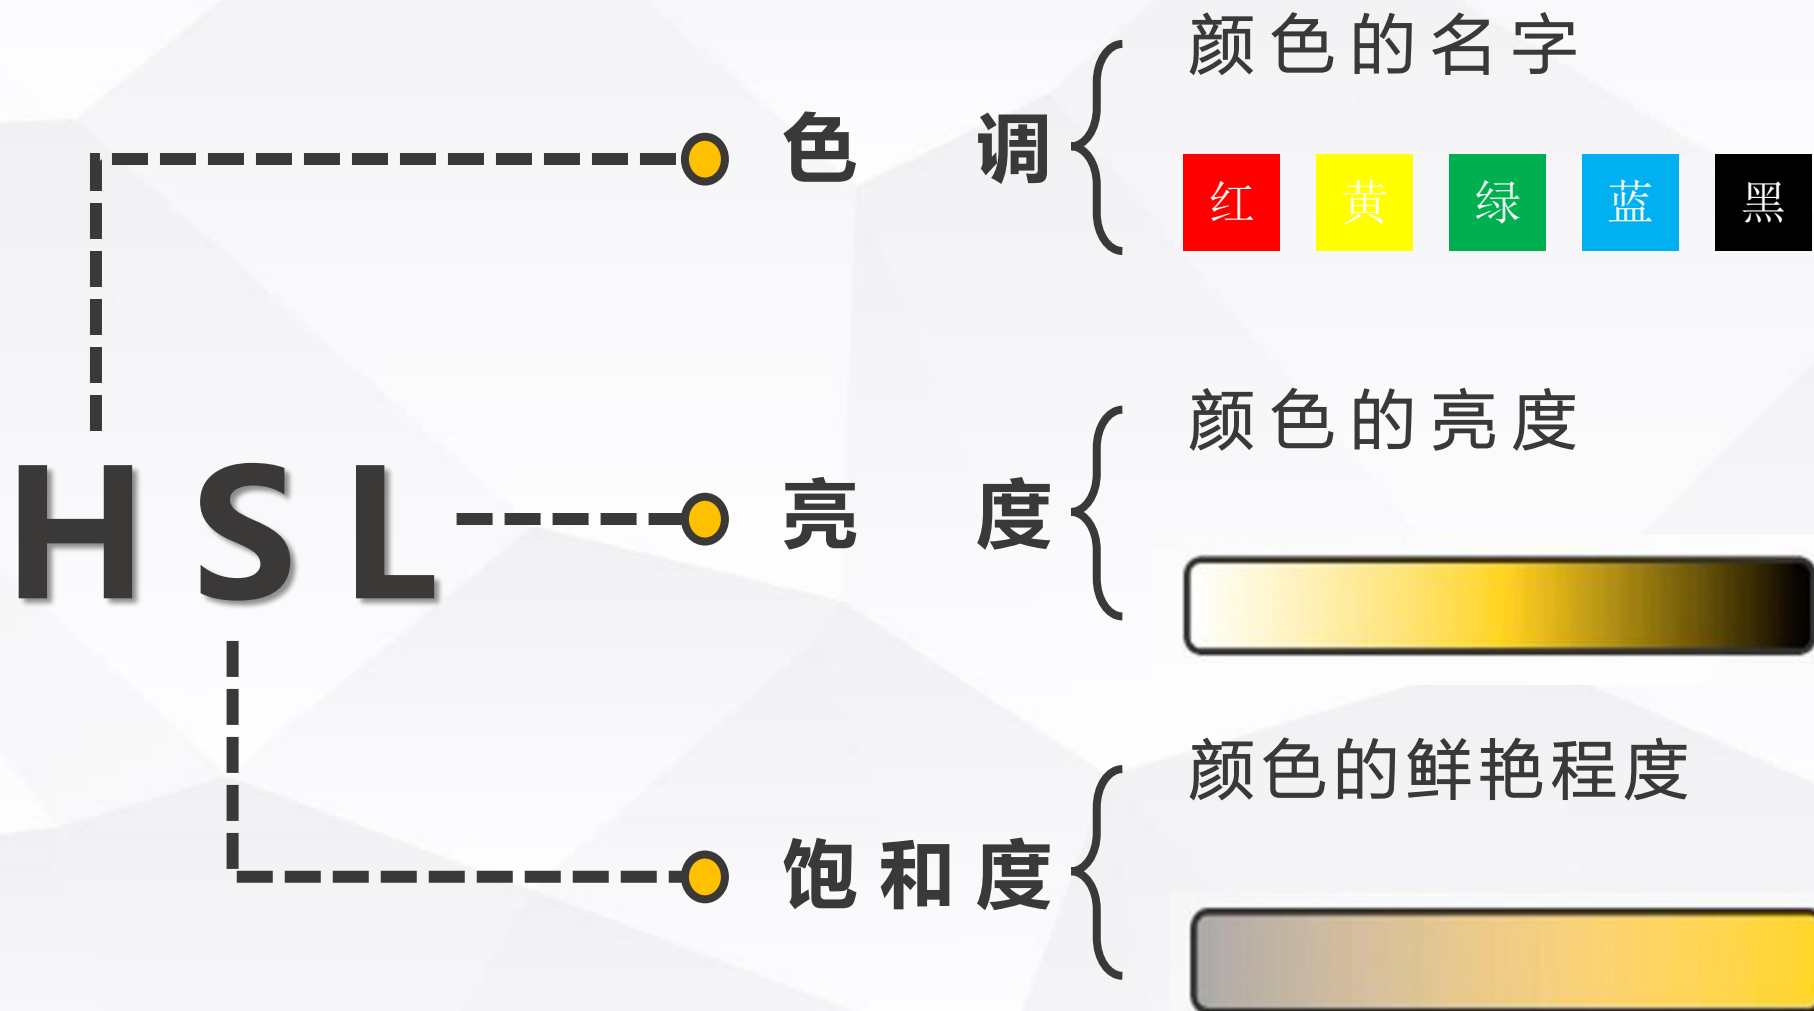 颜色的名字
色调
红 黄 绿 蓝 黑
颜色的亮度
HSL
亮度
颜色的鲜艳程度
饱和度